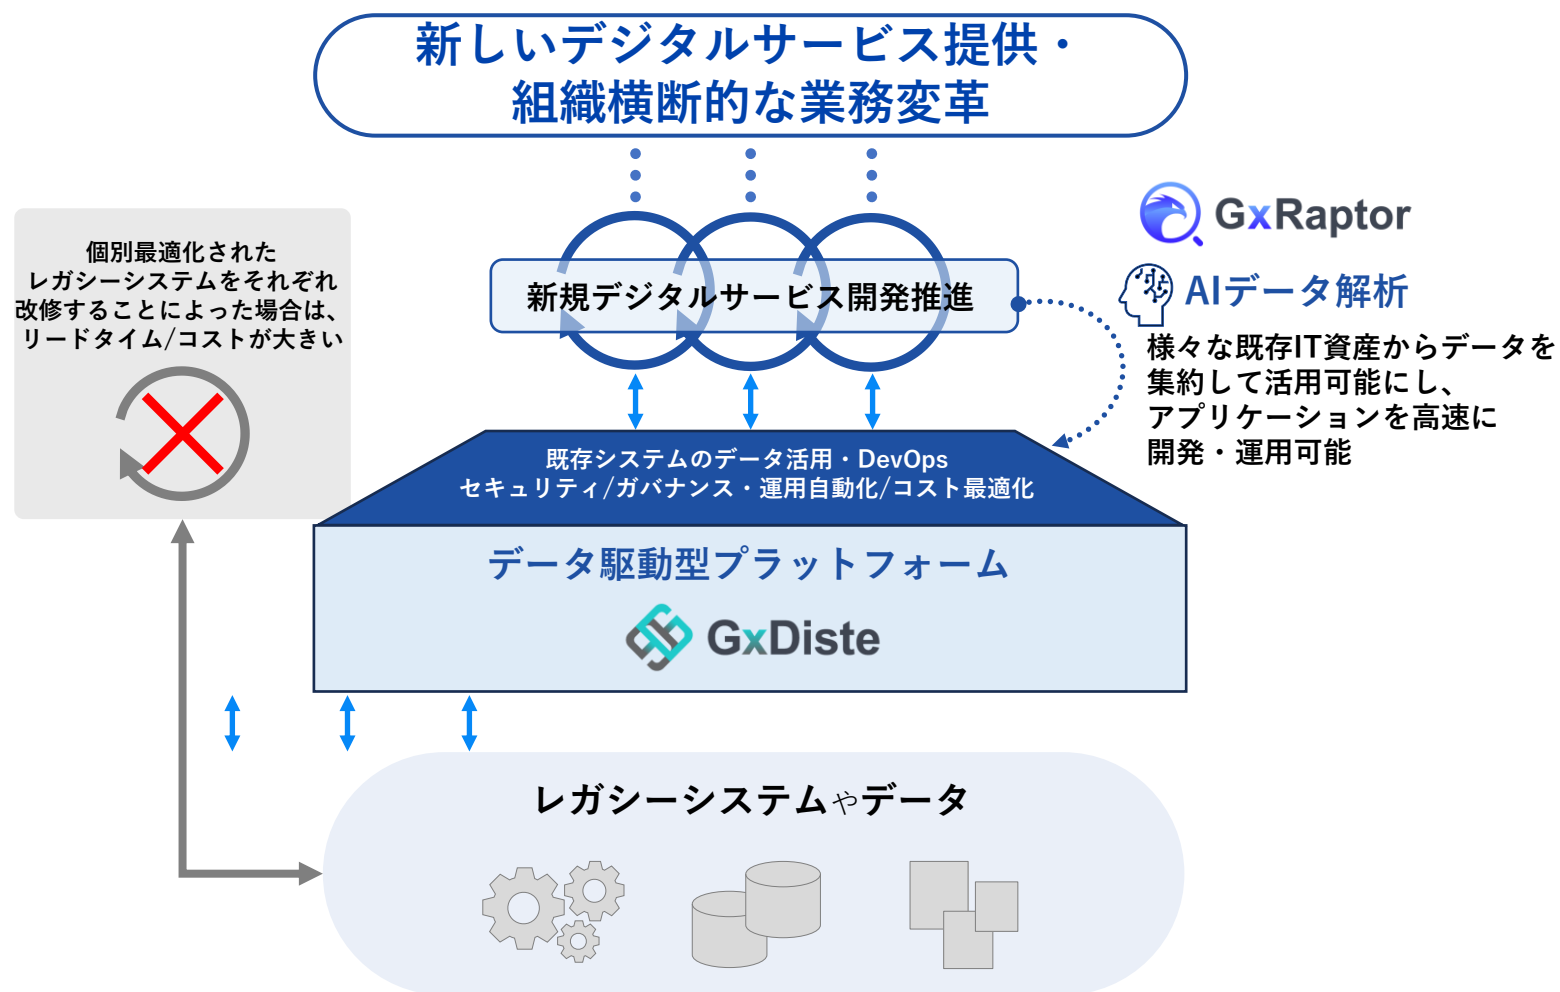 新しいデジタルサービス提供・
組織横断的な業務変革
個別最適化された
レガシーシステムをそれぞれ
改修することによった場合は、
リードタイム/コストが大きい
新規デジタルサービス開発推進
GxRaptor
AIデータ解析
様々な既存IT資産からデータを
集約して活用可能にし、
アプリケーションを高速に
開発・運用可能
既存システムのデータ活用・DevOps
セキュリティ/ガバナンス・運用自動化/コスト最適化
データ駆動型プラットフォーム
GxDiste
レガシーシステムやデータ